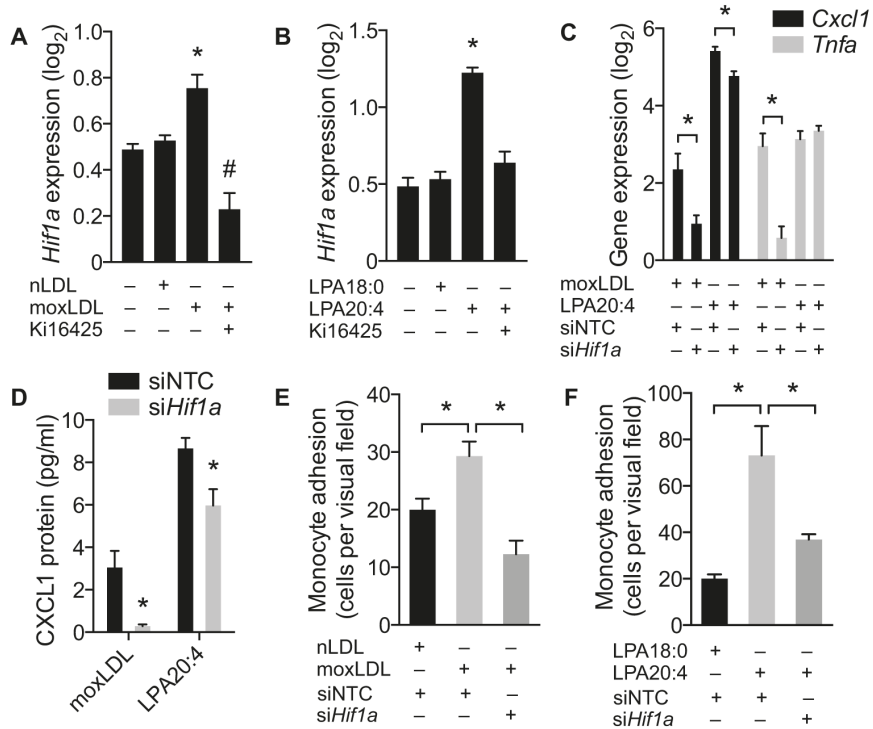 A
Hif1a expression (log2)
1.0
0.8
0.6
0.4
0.2
0
*
#
nLDL – + – –
moxLDL – – + +
Ki16425 – – – +
B
Hif1a expression (log2)
1.5
1.0
0.5
0
*
LPA18:0 – + – –
LPA20:4 – – + +
Ki16425 – – – +
C
Cxcl1
Tnfa
Gene expression (log2)
6
4
2
0
* * *
moxLDL + + – – + + – –
LPA20:4 – – + + – – + +
siNTC + – + – + – + –
siHif1a – + – + – + – +
D
siNTC
siHif1a
CXCL1 protein (pg/ml)
10
8
6
4
2
0
* *
moxLDL
LPA20:4
E
Monocyte adhesion
(cells per visual field)
40
30
20
10
0
* *
nLDL + – –
moxLDL – + +
siNTC + + –
siHif1a – – +
F
Monocyte adhesion
(cells per visual field)
100
80
60
40
20
0
* *
LPA18:0 + – –
LPA20:4 – + +
siNTC + + –
siHif1a – – +